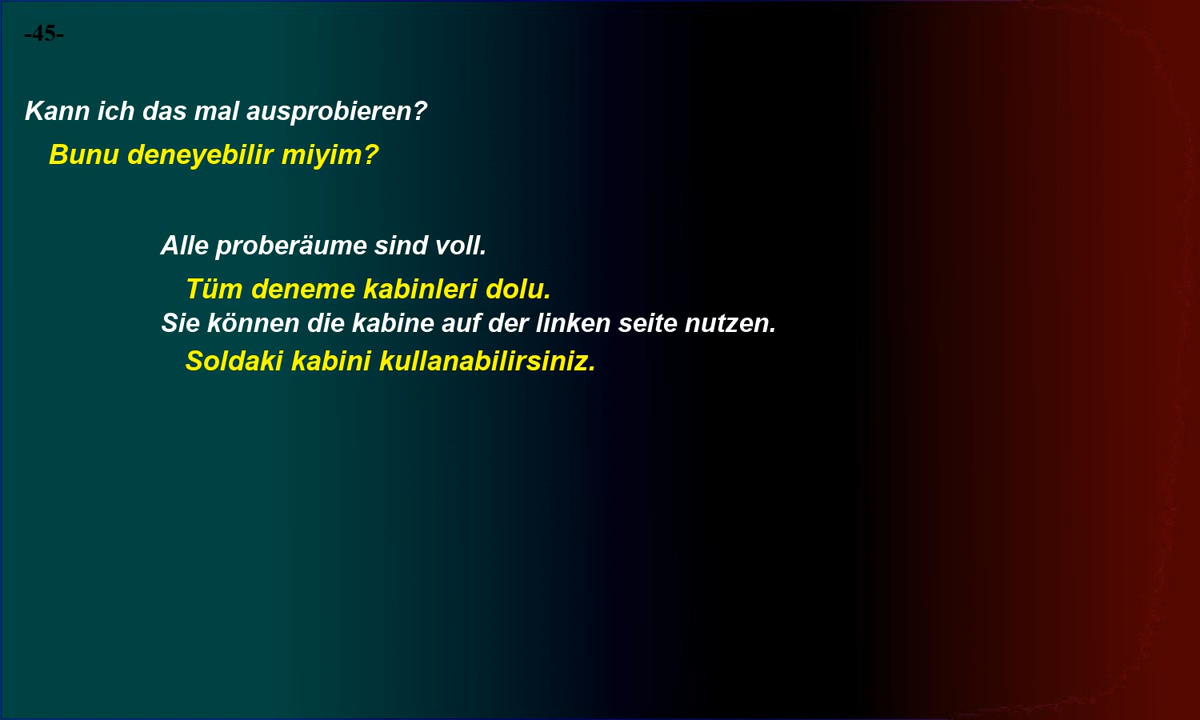 -45-
Kann ich das mal ausprobieren?
Bunu deneyebilir miyim?
Alle proberäume sind voll.
Tüm deneme kabinleri dolu.
Sie können die kabine auf der linken seite nutzen.
Soldaki kabini kullanabilirsiniz.